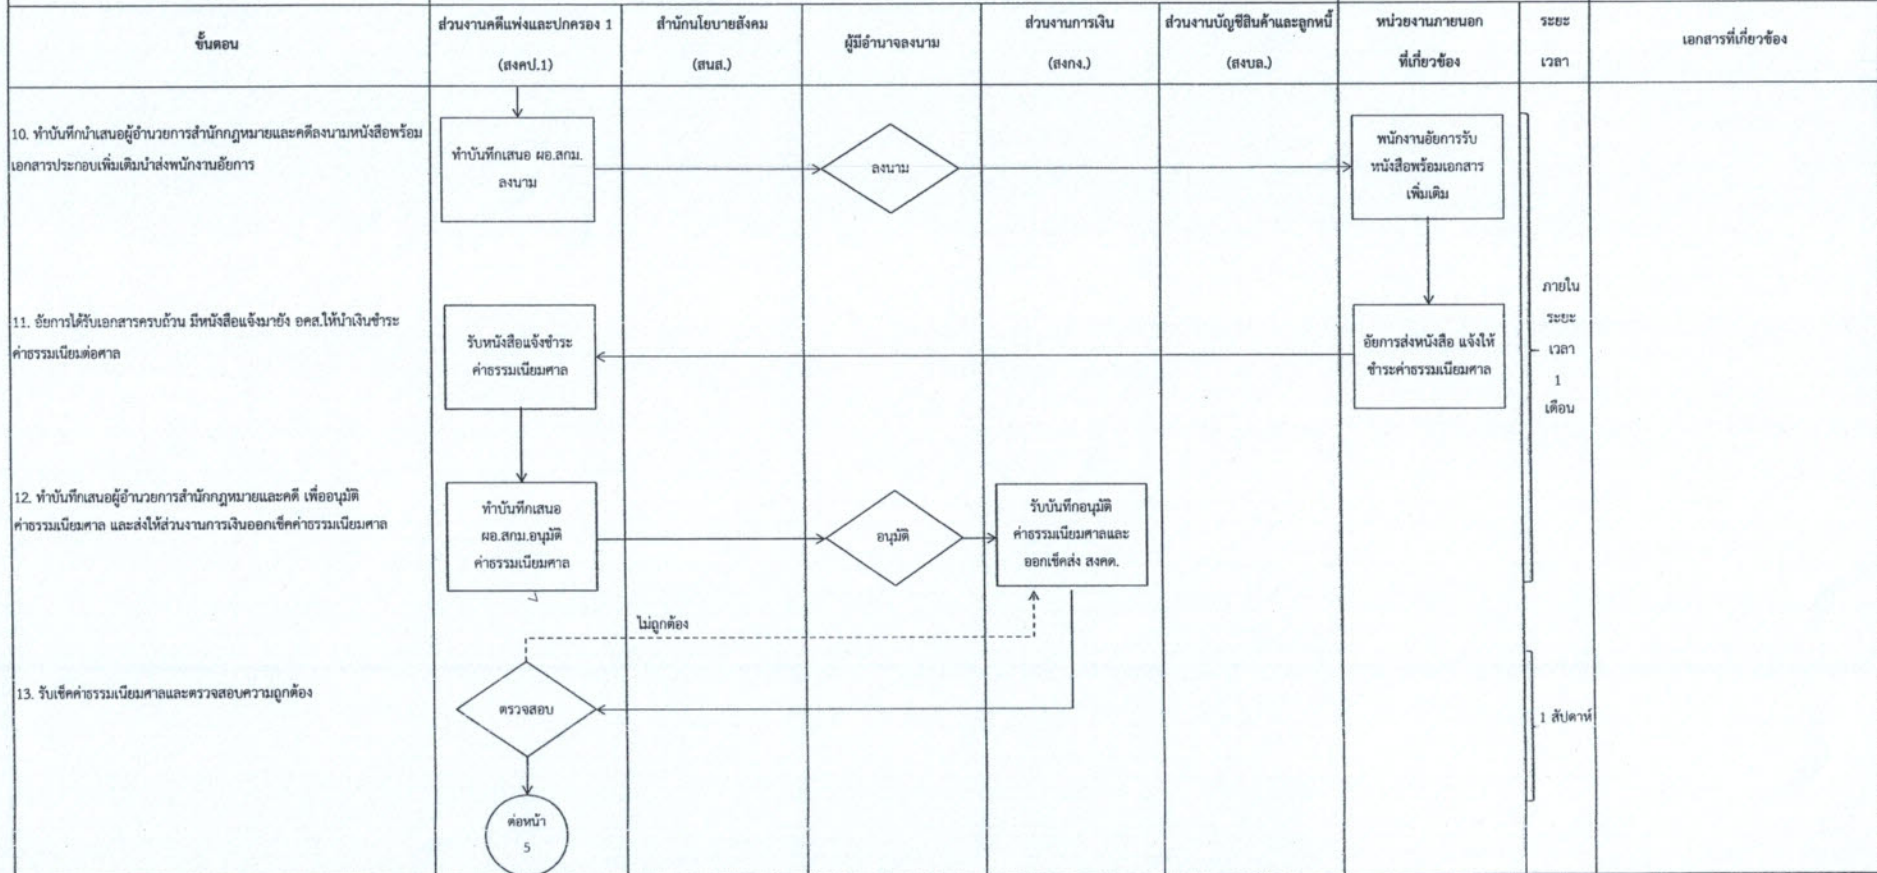 ขั้นตอน
ส่วนงานคดีแพ่งและปกครอง 1
(สงคป.1)
สำนักนโยบายสังคม
(สนส.)
ผู้มีอำนาจลงนาม
ส่วนงานการเงิน
(สงกง.)
ส่วนงานบัญชีสินค้าและลูกหนี้
(สงบล.)
หน่วยงานภายนอก
ที่เกี่ยวข้อง
ระยะ
เวลา
เอกสารที่เกี่ยวข้อง
10. ทำบันทึกนำเสนอผู้อำนวยการสำนักกฎหมายและคดีลงนามหนังสือพร้อม
เอกสารประกอบเพิ่มเติมนำส่งพนักงานอัยการ
ทำบันทึกเสนอ ผอ.สกม.
ลงนาม
ลงนาม
พนักงานอัยการรับ
หนังสือพร้อมเอกสาร
เพิ่มเติม
11. อัยการได้รับเอกสารครบถ้วน มีหนังสือแจ้งมายัง อคส.ให้นำเงินชำระ
ค่าธรรมเนียมต่อศาล
รับหนังสือแจ้งชำระ
ค่าธรรมเนียมศาล
อัยการส่งหนังสือ แจ้งให้
ชำระค่าธรรมเนียมศาล
ภายใน
ระยะ
เวลา
1
เดือน
12. ทำบันทึกเสนอผู้อำนวยการสำนักกฎหมายและคดี เพื่ออนุมัติ
ค่าธรรมเนียมศาล และส่งให้ส่วนงานการเงินออกเช็คค่าธรรมเนียมศาล
ทำบันทึกเสนอ
ผอ.สกม.อนุมัติ
ค่าธรรมเนียมศาล
อนุมัติ
รับบันทึกอนุมัติ
ค่าธรรมเนียมศาลและ
ออกเช็คส่ง สงคด.
ไม่ถูกต้อง
13. รับเช็คค่าธรรมเนียมศาลและตรวจสอบความถูกต้อง
ตรวจสอบ
1 สัปดาห์
ต่อหน้า
5